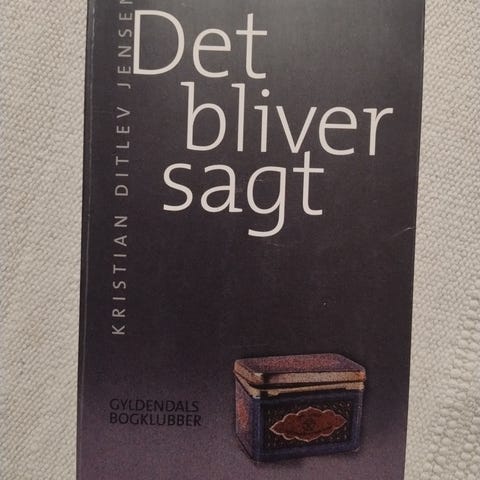 KRISTIAN DITLEV JENSEN
Det
bliver
sagt
GYLDENDALS
BOGKLUBBER